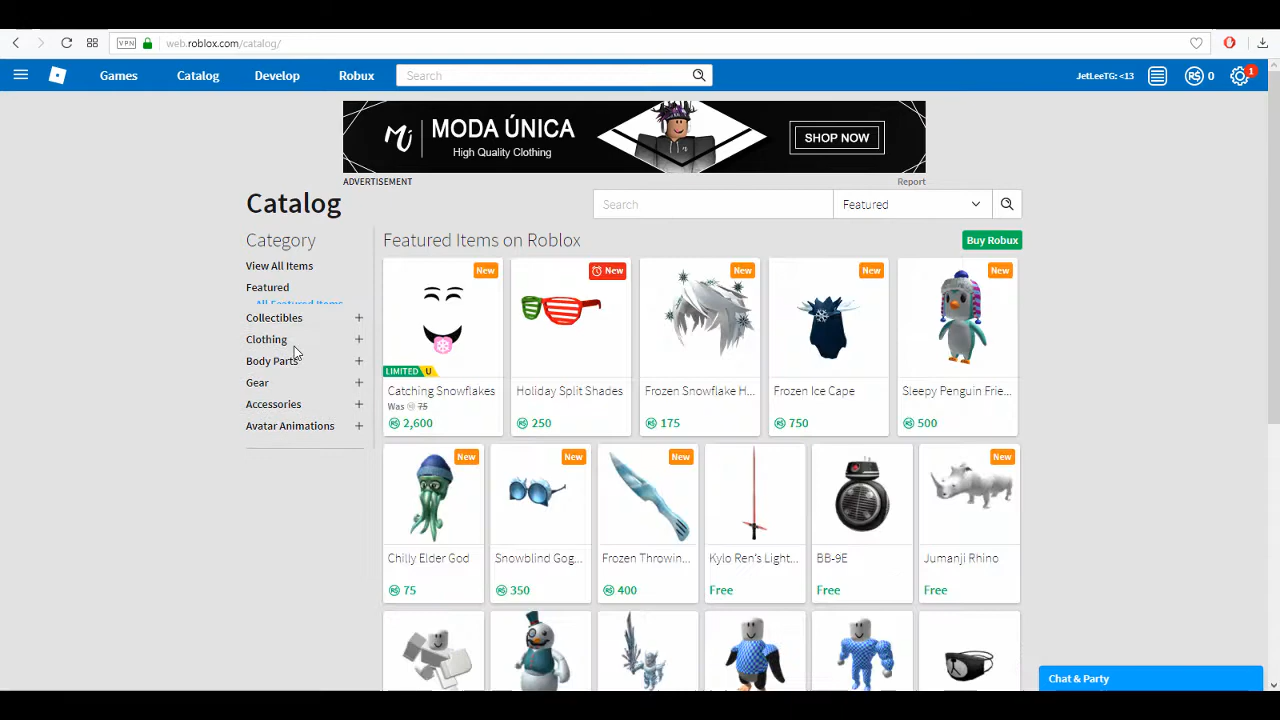 VPN web.roblox.com/catalog/
Games Catalog Develop Robux Search JetLeeTG: <13 R$ 0 1
MODA ÚNICA
High Quality Clothing
SHOP NOW
ADVERTISEMENT Report
Catalog Search Featured
Category
View All Items
Featured
All Featured Items
Collectibles +
Clothing +
Body Parts +
Gear +
Accessories +
Avatar Animations +
Featured Items on Roblox Buy Robux
New New New New New
LIMITED U
Catching Snowflakes Holiday Split Shades Frozen Snowflake H... Frozen Ice Cape Sleepy Penguin Frie...
Was R$ 75
R$ 2,600 R$ 250 R$ 175 R$ 750 R$ 500
New New New New
Chilly Elder God Snowblind Gog... Frozen Throwin... Kylo Ren's Light... BB-9E Jumanji Rhino
R$ 75 R$ 350 R$ 400 Free Free Free
Chat & Party